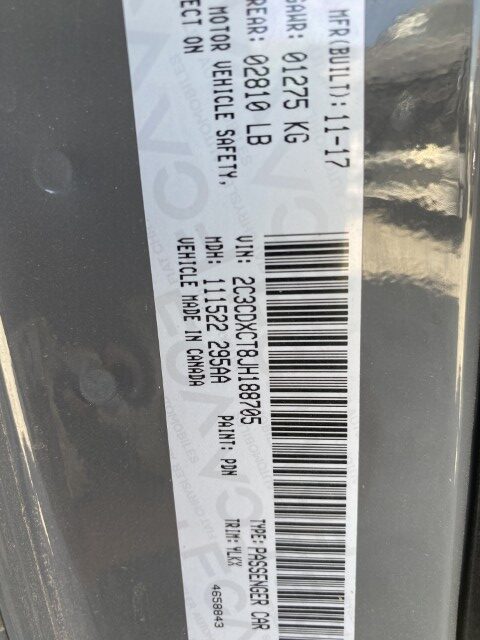 MFR(BUILT): 11-17
GAWR: 01275 KG
REAR: 02810 LB
MOTOR VEHICLE SAFETY,
ECT ON
VIN: 2C3CDXCT8JH188705
TYPE: PASSENGER CAR
MDH: 111522 295AA
PAINT: PDN
TRIM: YLKX
VEHICLE MADE IN CANADA
4658843